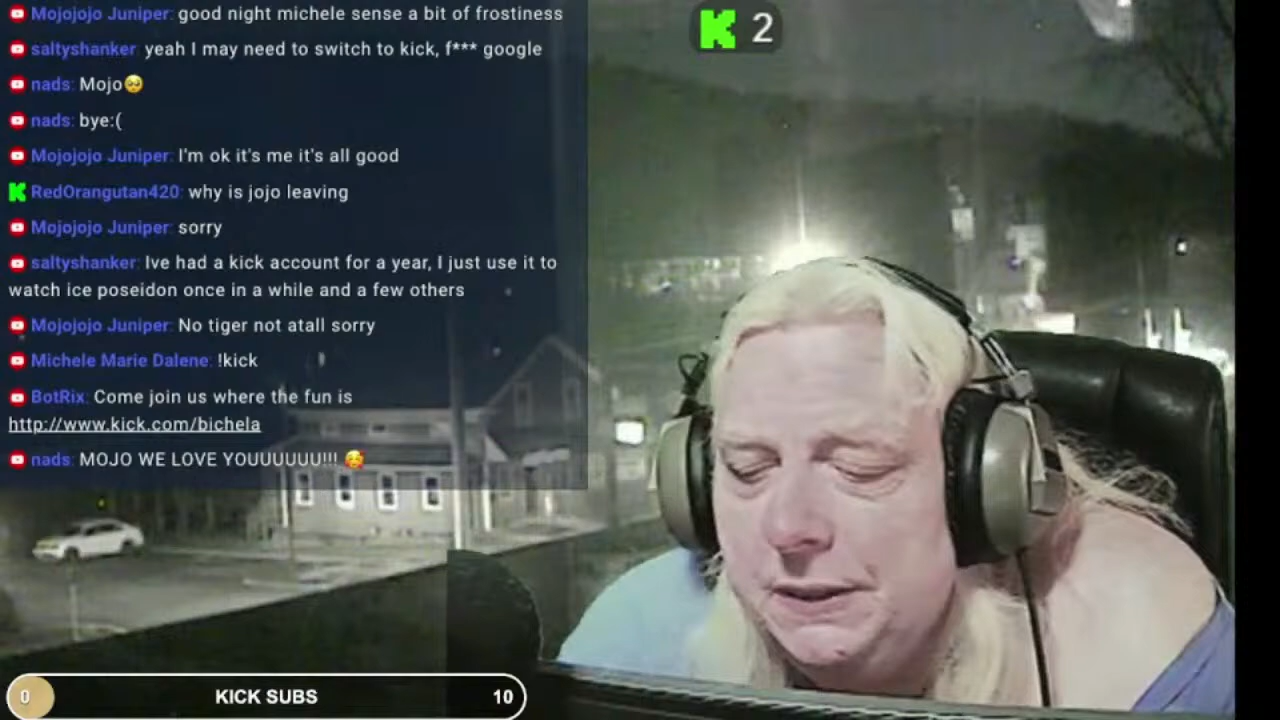 Mojojojo Juniper: good night michele sense a bit of frostiness
saltyshanker: yeah I may need to switch to kick, f*** google
nads: Mojo🥺
nads: bye:(
Mojojojo Juniper: I'm ok it's me it's all good
RedOrangutan420: why is jojo leaving
Mojojojo Juniper: sorry
saltyshanker: Ive had a kick account for a year, I just use it to
watch ice poseidon once in a while and a few others
Mojojojo Juniper: No tiger not atall sorry
Michele Marie Dalene: !kick
BotRix: Come join us where the fun is
http://www.kick.com/bichela
nads: MOJO WE LOVE YOUUUUUU!!! 🥰
K 2
0 KICK SUBS 10